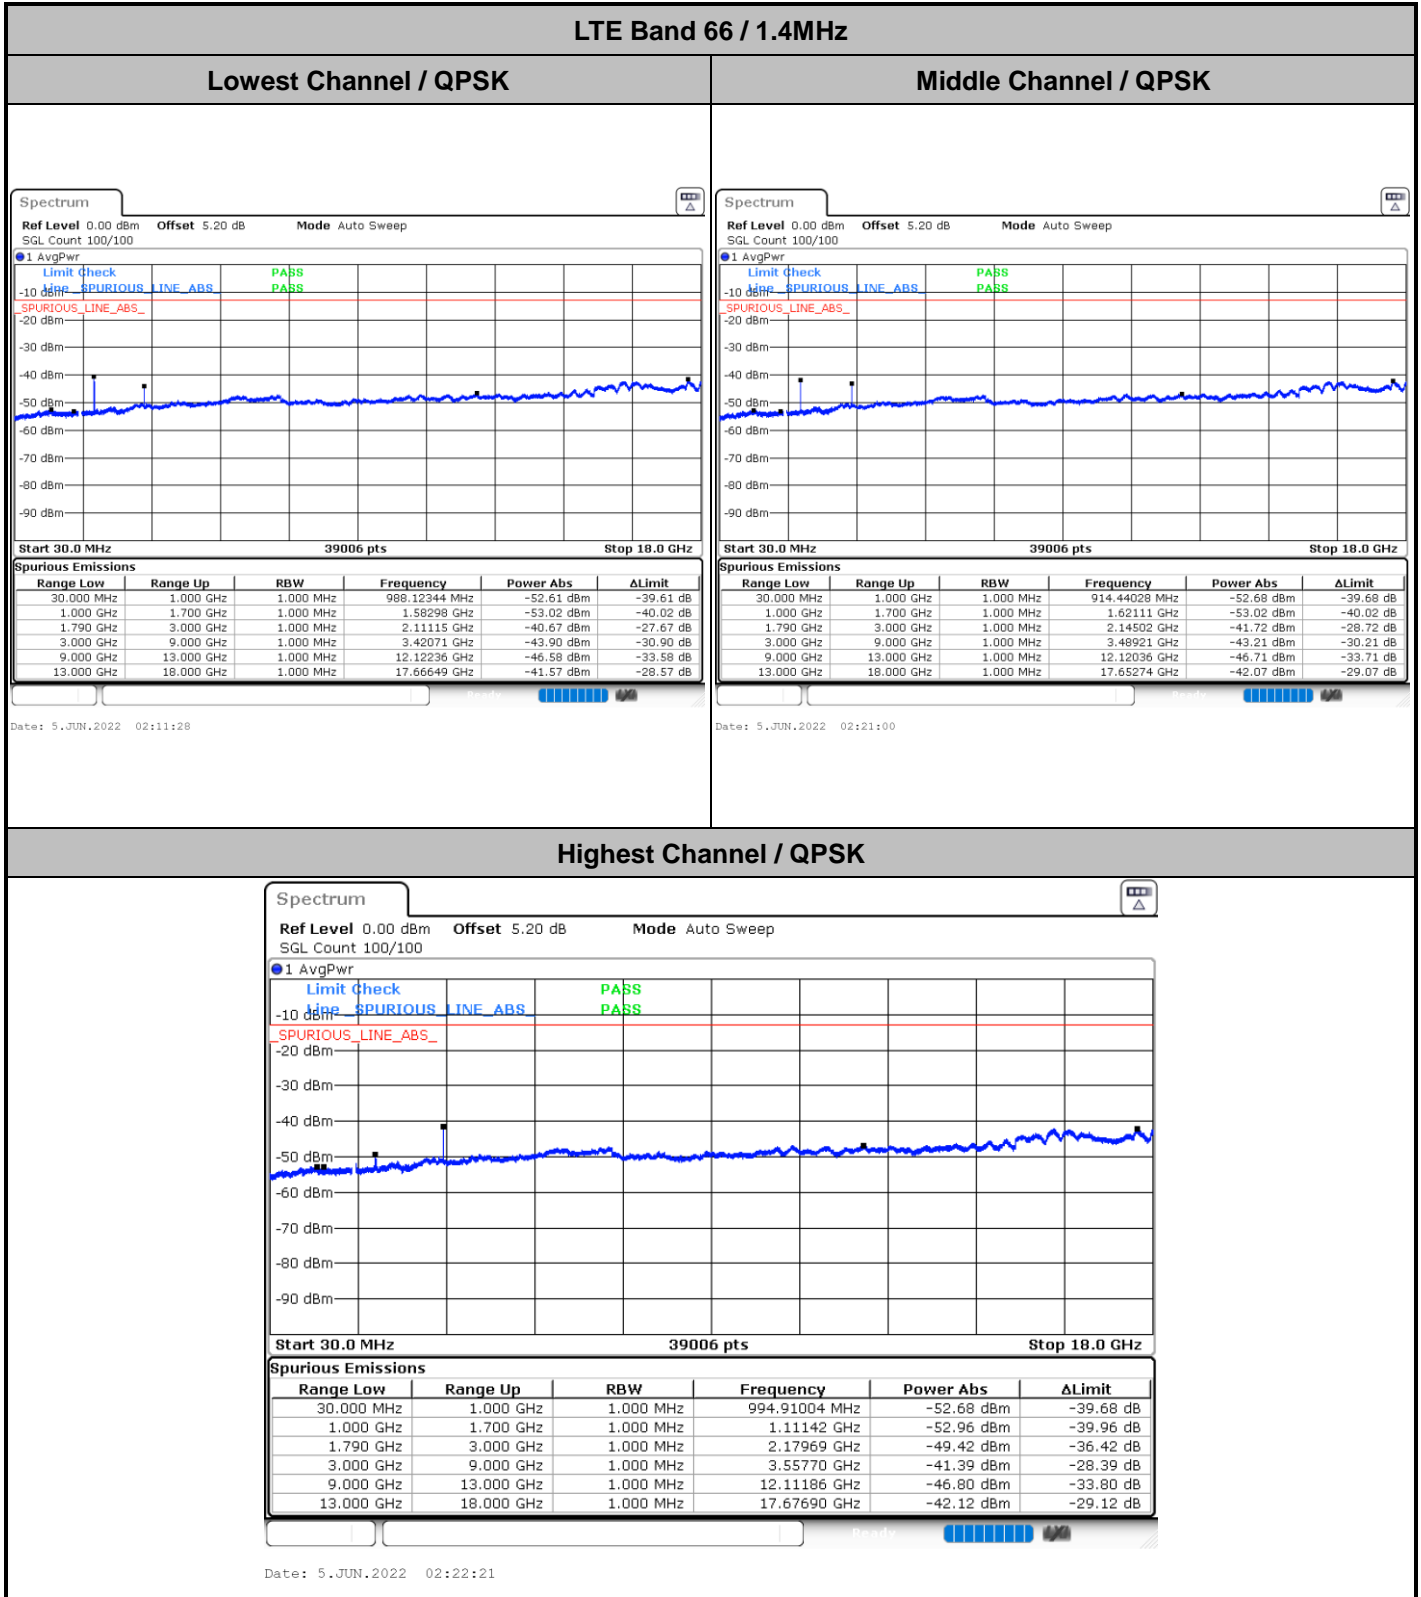 LTE Band 66 / 1.4MHz
Lowest Channel / QPSK
Middle Channel / QPSK
Spectrum
Ref Level 0.00 dBm Offset 5.20 dB Mode Auto Sweep
SGL Count 100/100
1 AvgPwr
Limit Check PASS
Line _SPURIOUS_LINE_ABS_ PASS
-10 dBm
_SPURIOUS_LINE_ABS_
-20 dBm
-30 dBm
-40 dBm
-50 dBm
-60 dBm
-70 dBm
-80 dBm
-90 dBm
Start 30.0 MHz 39006 pts Stop 18.0 GHz
Spurious Emissions
Range Low Range Up RBW Frequency Power Abs ΔLimit
30.000 MHz 1.000 GHz 1.000 MHz 988.12344 MHz -52.61 dBm -39.61 dB
1.000 GHz 1.700 GHz 1.000 MHz 1.58298 GHz -53.02 dBm -40.02 dB
1.790 GHz 3.000 GHz 1.000 MHz 2.11115 GHz -40.67 dBm -27.67 dB
3.000 GHz 9.000 GHz 1.000 MHz 3.42071 GHz -43.90 dBm -30.90 dB
9.000 GHz 13.000 GHz 1.000 MHz 12.12236 GHz -46.58 dBm -33.58 dB
13.000 GHz 18.000 GHz 1.000 MHz 17.66649 GHz -41.57 dBm -28.57 dB
Ready
Date: 5.JUN.2022 02:11:28
Spectrum
Ref Level 0.00 dBm Offset 5.20 dB Mode Auto Sweep
SGL Count 100/100
1 AvgPwr
Limit Check PASS
Line _SPURIOUS_LINE_ABS_ PASS
-10 dBm
_SPURIOUS_LINE_ABS_
-20 dBm
-30 dBm
-40 dBm
-50 dBm
-60 dBm
-70 dBm
-80 dBm
-90 dBm
Start 30.0 MHz 39006 pts Stop 18.0 GHz
Spurious Emissions
Range Low Range Up RBW Frequency Power Abs ΔLimit
30.000 MHz 1.000 GHz 1.000 MHz 914.44028 MHz -52.68 dBm -39.68 dB
1.000 GHz 1.700 GHz 1.000 MHz 1.62111 GHz -53.02 dBm -40.02 dB
1.790 GHz 3.000 GHz 1.000 MHz 2.14502 GHz -41.72 dBm -28.72 dB
3.000 GHz 9.000 GHz 1.000 MHz 3.48921 GHz -43.21 dBm -30.21 dB
9.000 GHz 13.000 GHz 1.000 MHz 12.12036 GHz -46.71 dBm -33.71 dB
13.000 GHz 18.000 GHz 1.000 MHz 17.65274 GHz -42.07 dBm -29.07 dB
Ready
Date: 5.JUN.2022 02:21:00
Highest Channel / QPSK
Spectrum
Ref Level 0.00 dBm Offset 5.20 dB Mode Auto Sweep
SGL Count 100/100
1 AvgPwr
Limit Check PASS
Line _SPURIOUS_LINE_ABS_ PASS
-10 dBm
_SPURIOUS_LINE_ABS_
-20 dBm
-30 dBm
-40 dBm
-50 dBm
-60 dBm
-70 dBm
-80 dBm
-90 dBm
Start 30.0 MHz 39006 pts Stop 18.0 GHz
Spurious Emissions
Range Low Range Up RBW Frequency Power Abs ΔLimit
30.000 MHz 1.000 GHz 1.000 MHz 994.91004 MHz -52.68 dBm -39.68 dB
1.000 GHz 1.700 GHz 1.000 MHz 1.11142 GHz -52.96 dBm -39.96 dB
1.790 GHz 3.000 GHz 1.000 MHz 2.17969 GHz -49.42 dBm -36.42 dB
3.000 GHz 9.000 GHz 1.000 MHz 3.55770 GHz -41.39 dBm -28.39 dB
9.000 GHz 13.000 GHz 1.000 MHz 12.11186 GHz -46.80 dBm -33.80 dB
13.000 GHz 18.000 GHz 1.000 MHz 17.67690 GHz -42.12 dBm -29.12 dB
Ready
Date: 5.JUN.2022 02:22:21